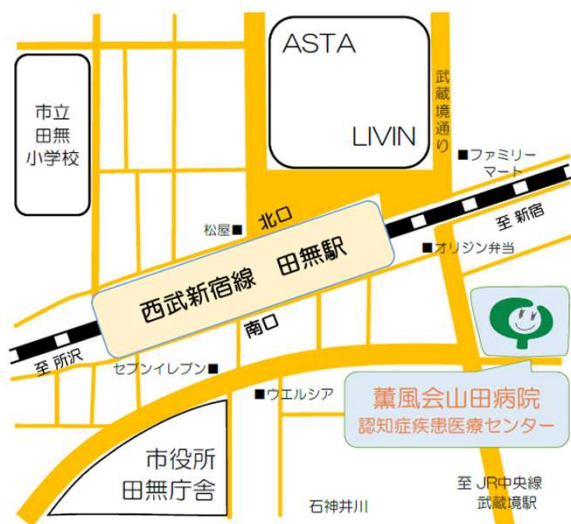 ASTA
LIVIN
市立
田無
小学校
武蔵境通り
■ファミリー
マート
至 新宿
松屋■
北口
西武新宿線 田無駅
■オリジン弁当
南口
至 所沢
セブンイレブン■
■ウエルシア
薫風会山田病院
認知症疾患医療センター
市役所
田無庁舎
石神井川
至 JR中央線
武蔵境駅